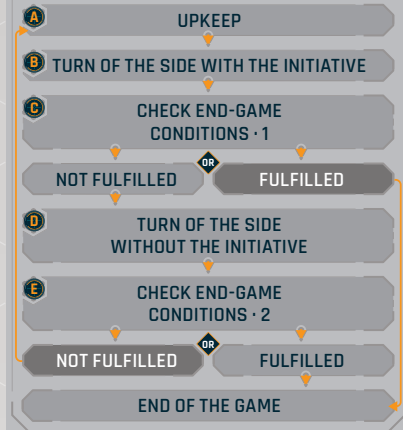 A UPKEEP
B TURN OF THE SIDE WITH THE INITIATIVE
C CHECK END-GAME
CONDITIONS · 1
OR
NOT FULFILLED FULFILLED
D TURN OF THE SIDE
WITHOUT THE INITIATIVE
E CHECK END-GAME
CONDITIONS · 2
OR
NOT FULFILLED FULFILLED
END OF THE GAME